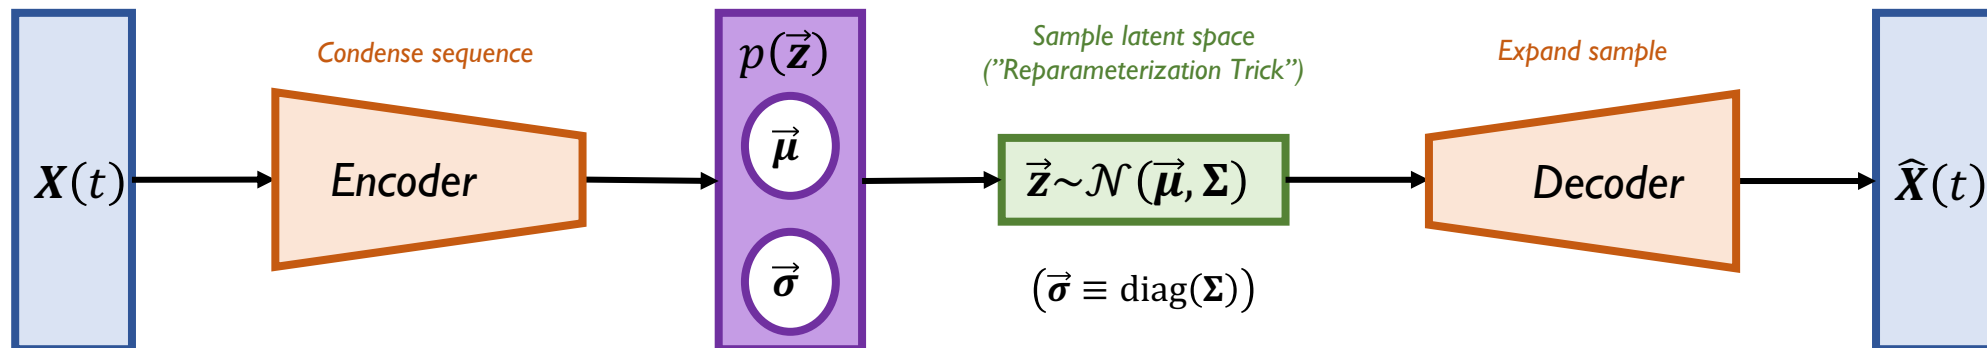 X(t)
Condense sequence
Encoder
p(z⃗)
μ⃗
σ⃗
Sample latent space
(”Reparameterization Trick”)
z⃗~𝒩(μ⃗, Σ)
(σ⃗ ≡ diag(Σ))
Expand sample
Decoder
X̂(t)